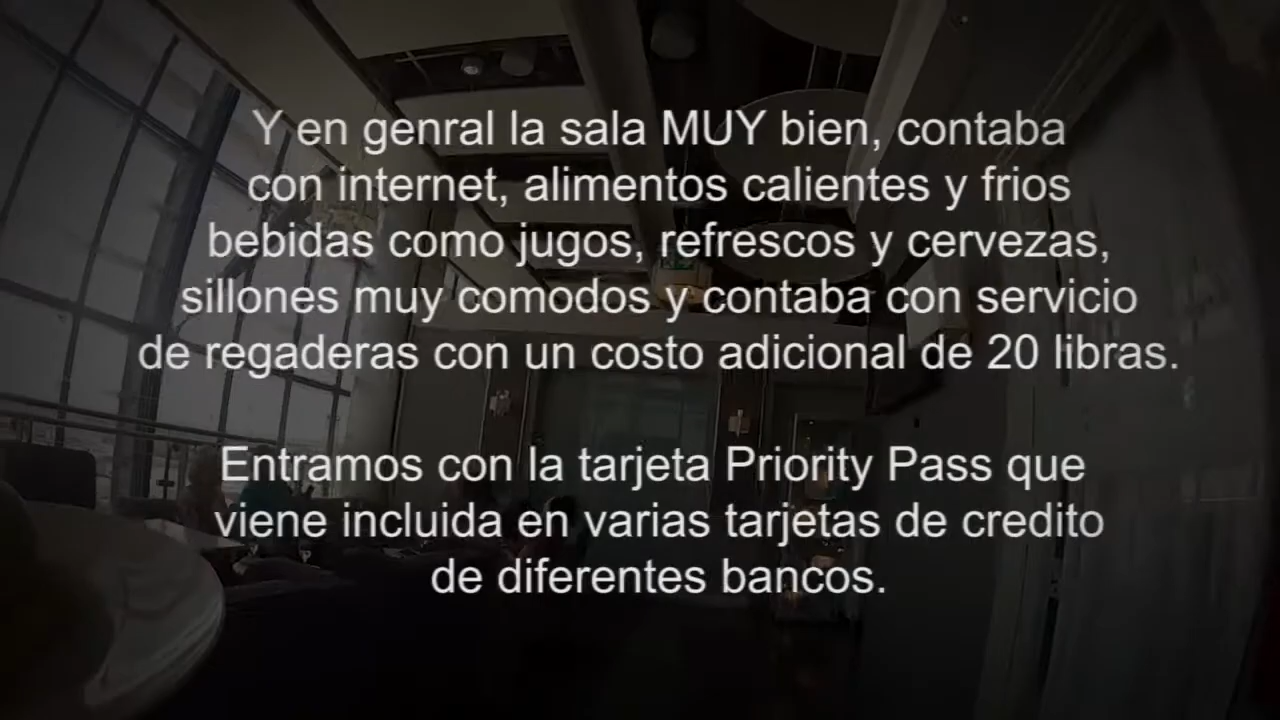 Y en genral la sala MUY bien, contaba
con internet, alimentos calientes y frios
bebidas como jugos, refrescos y cervezas,
sillones muy comodos y contaba con servicio
de regaderas con un costo adicional de 20 libras.
Entramos con la tarjeta Priority Pass que
viene incluida en varias tarjetas de credito
de diferentes bancos.